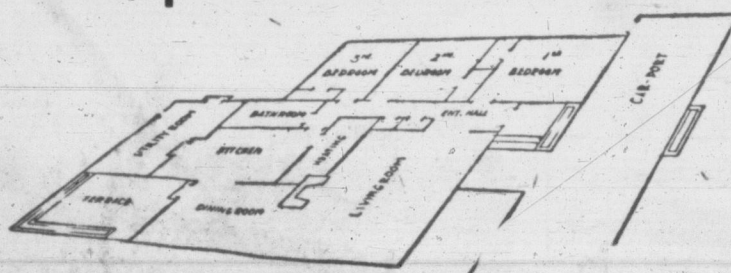 3RD
BEDROOM
2ND
BEDROOM
1ST
BEDROOM
CAR-PORT
UTILITY ROOM
BATHROOM
ENT. HALL
KITCHEN
HEATING
LIVING ROOM
TERRACE
DINING ROOM